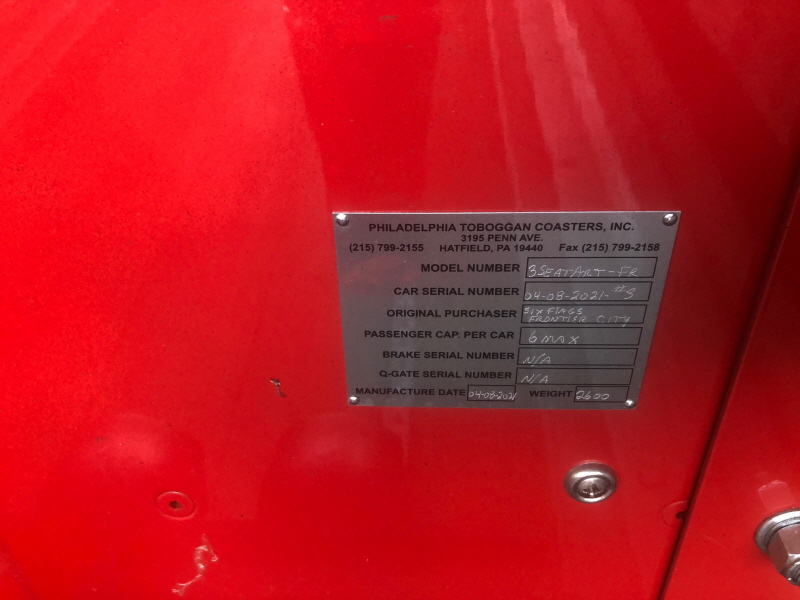 PHILADELPHIA TOBOGGAN COASTERS, INC.
3195 PENN AVE.
(215) 799-2155 HATFIELD, PA 19440 Fax (215) 799-2158
MODEL NUMBER 3SEATART-FR
CAR SERIAL NUMBER 04-08-2021-#5
ORIGINAL PURCHASER SIX FLAGS
FRONTIER CITY
PASSENGER CAP. PER CAR 6 MAX
BRAKE SERIAL NUMBER N/A
Q-GATE SERIAL NUMBER N/A
MANUFACTURE DATE 04-08-2021 WEIGHT 2600